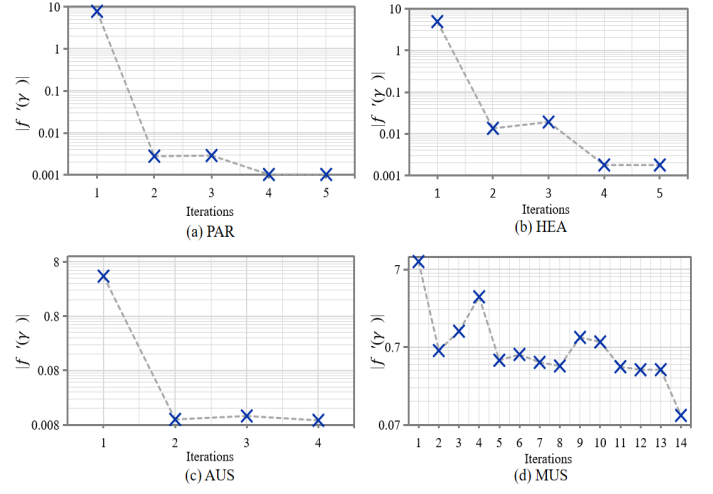 10
1
0.1
0.01
0.001
|f ′(γ )|
1 2 3 4 5
Iterations
(a) PAR
10
1
0.1
0.01
0.001
|f ′(γ )|
1 2 3 4 5
Iterations
(b) HEA
8
0.8
0.08
0.008
|f ′(γ )|
1 2 3 4
Iterations
(c) AUS
7
0.7
0.07
|f ′(γ )|
1 2 3 4 5 6 7 8 9 10 11 12 13 14
Iterations
(d) MUS